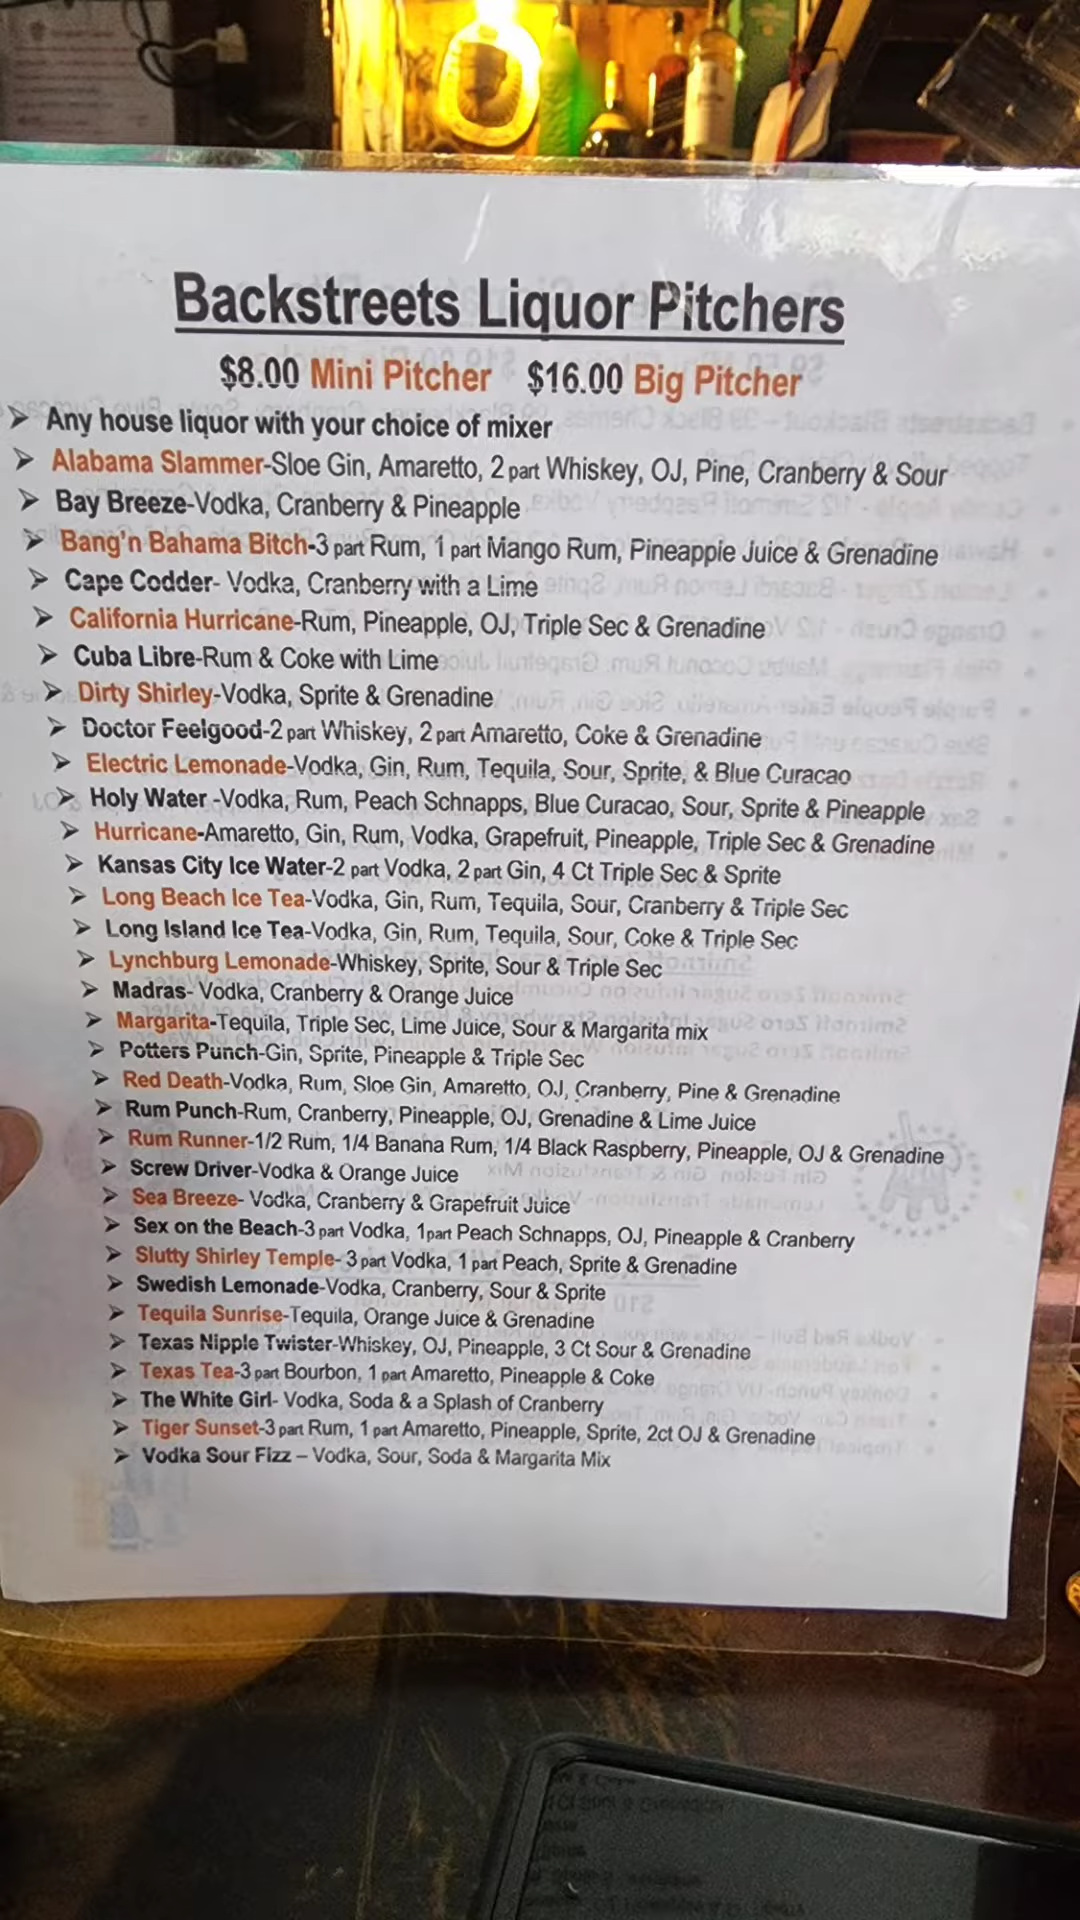 Backstreets Liquor Pitchers
$8.00 Mini Pitcher $16.00 Big Pitcher
➢ Any house liquor with your choice of mixer
➢ Alabama Slammer-Sloe Gin, Amaretto, 2 part Whiskey, OJ, Pine, Cranberry & Sour
➢ Bay Breeze-Vodka, Cranberry & Pineapple
➢ Bang'n Bahama Bitch-3 part Rum, 1 part Mango Rum, Pineapple Juice & Grenadine
➢ Cape Codder- Vodka, Cranberry with a Lime
➢ California Hurricane-Rum, Pineapple, OJ, Triple Sec & Grenadine
➢ Cuba Libre-Rum & Coke with Lime
➢ Dirty Shirley-Vodka, Sprite & Grenadine
➢ Doctor Feelgood-2 part Whiskey, 2 part Amaretto, Coke & Grenadine
➢ Electric Lemonade-Vodka, Gin, Rum, Tequila, Sour, Sprite, & Blue Curacao
➢ Holy Water -Vodka, Rum, Peach Schnapps, Blue Curacao, Sour, Sprite & Pineapple
➢ Hurricane-Amaretto, Gin, Rum, Vodka, Grapefruit, Pineapple, Triple Sec & Grenadine
➢ Kansas City Ice Water-2 part Vodka, 2 part Gin, 4 Ct Triple Sec & Sprite
➢ Long Beach Ice Tea-Vodka, Gin, Rum, Tequila, Sour, Cranberry & Triple Sec
➢ Long Island Ice Tea-Vodka, Gin, Rum, Tequila, Sour, Coke & Triple Sec
➢ Lynchburg Lemonade-Whiskey, Sprite, Sour & Triple Sec
➢ Madras- Vodka, Cranberry & Orange Juice
➢ Margarita-Tequila, Triple Sec, Lime Juice, Sour & Margarita mix
➢ Potters Punch-Gin, Sprite, Pineapple & Triple Sec
➢ Red Death-Vodka, Rum, Sloe Gin, Amaretto, OJ, Cranberry, Pine & Grenadine
➢ Rum Punch-Rum, Cranberry, Pineapple, OJ, Grenadine & Lime Juice
➢ Rum Runner-1/2 Rum, 1/4 Banana Rum, 1/4 Black Raspberry, Pineapple, OJ & Grenadine
➢ Screw Driver-Vodka & Orange Juice
➢ Sea Breeze- Vodka, Cranberry & Grapefruit Juice
➢ Sex on the Beach-3 part Vodka, 1part Peach Schnapps, OJ, Pineapple & Cranberry
➢ Slutty Shirley Temple- 3 part Vodka, 1 part Peach, Sprite & Grenadine
➢ Swedish Lemonade-Vodka, Cranberry, Sour & Sprite
➢ Tequila Sunrise-Tequila, Orange Juice & Grenadine
➢ Texas Nipple Twister-Whiskey, OJ, Pineapple, 3 Ct Sour & Grenadine
➢ Texas Tea-3 part Bourbon, 1 part Amaretto, Pineapple & Coke
➢ The White Girl- Vodka, Soda & a Splash of Cranberry
➢ Tiger Sunset-3 part Rum, 1 part Amaretto, Pineapple, Sprite, 2ct OJ & Grenadine
➢ Vodka Sour Fizz – Vodka, Sour, Soda & Margarita Mix